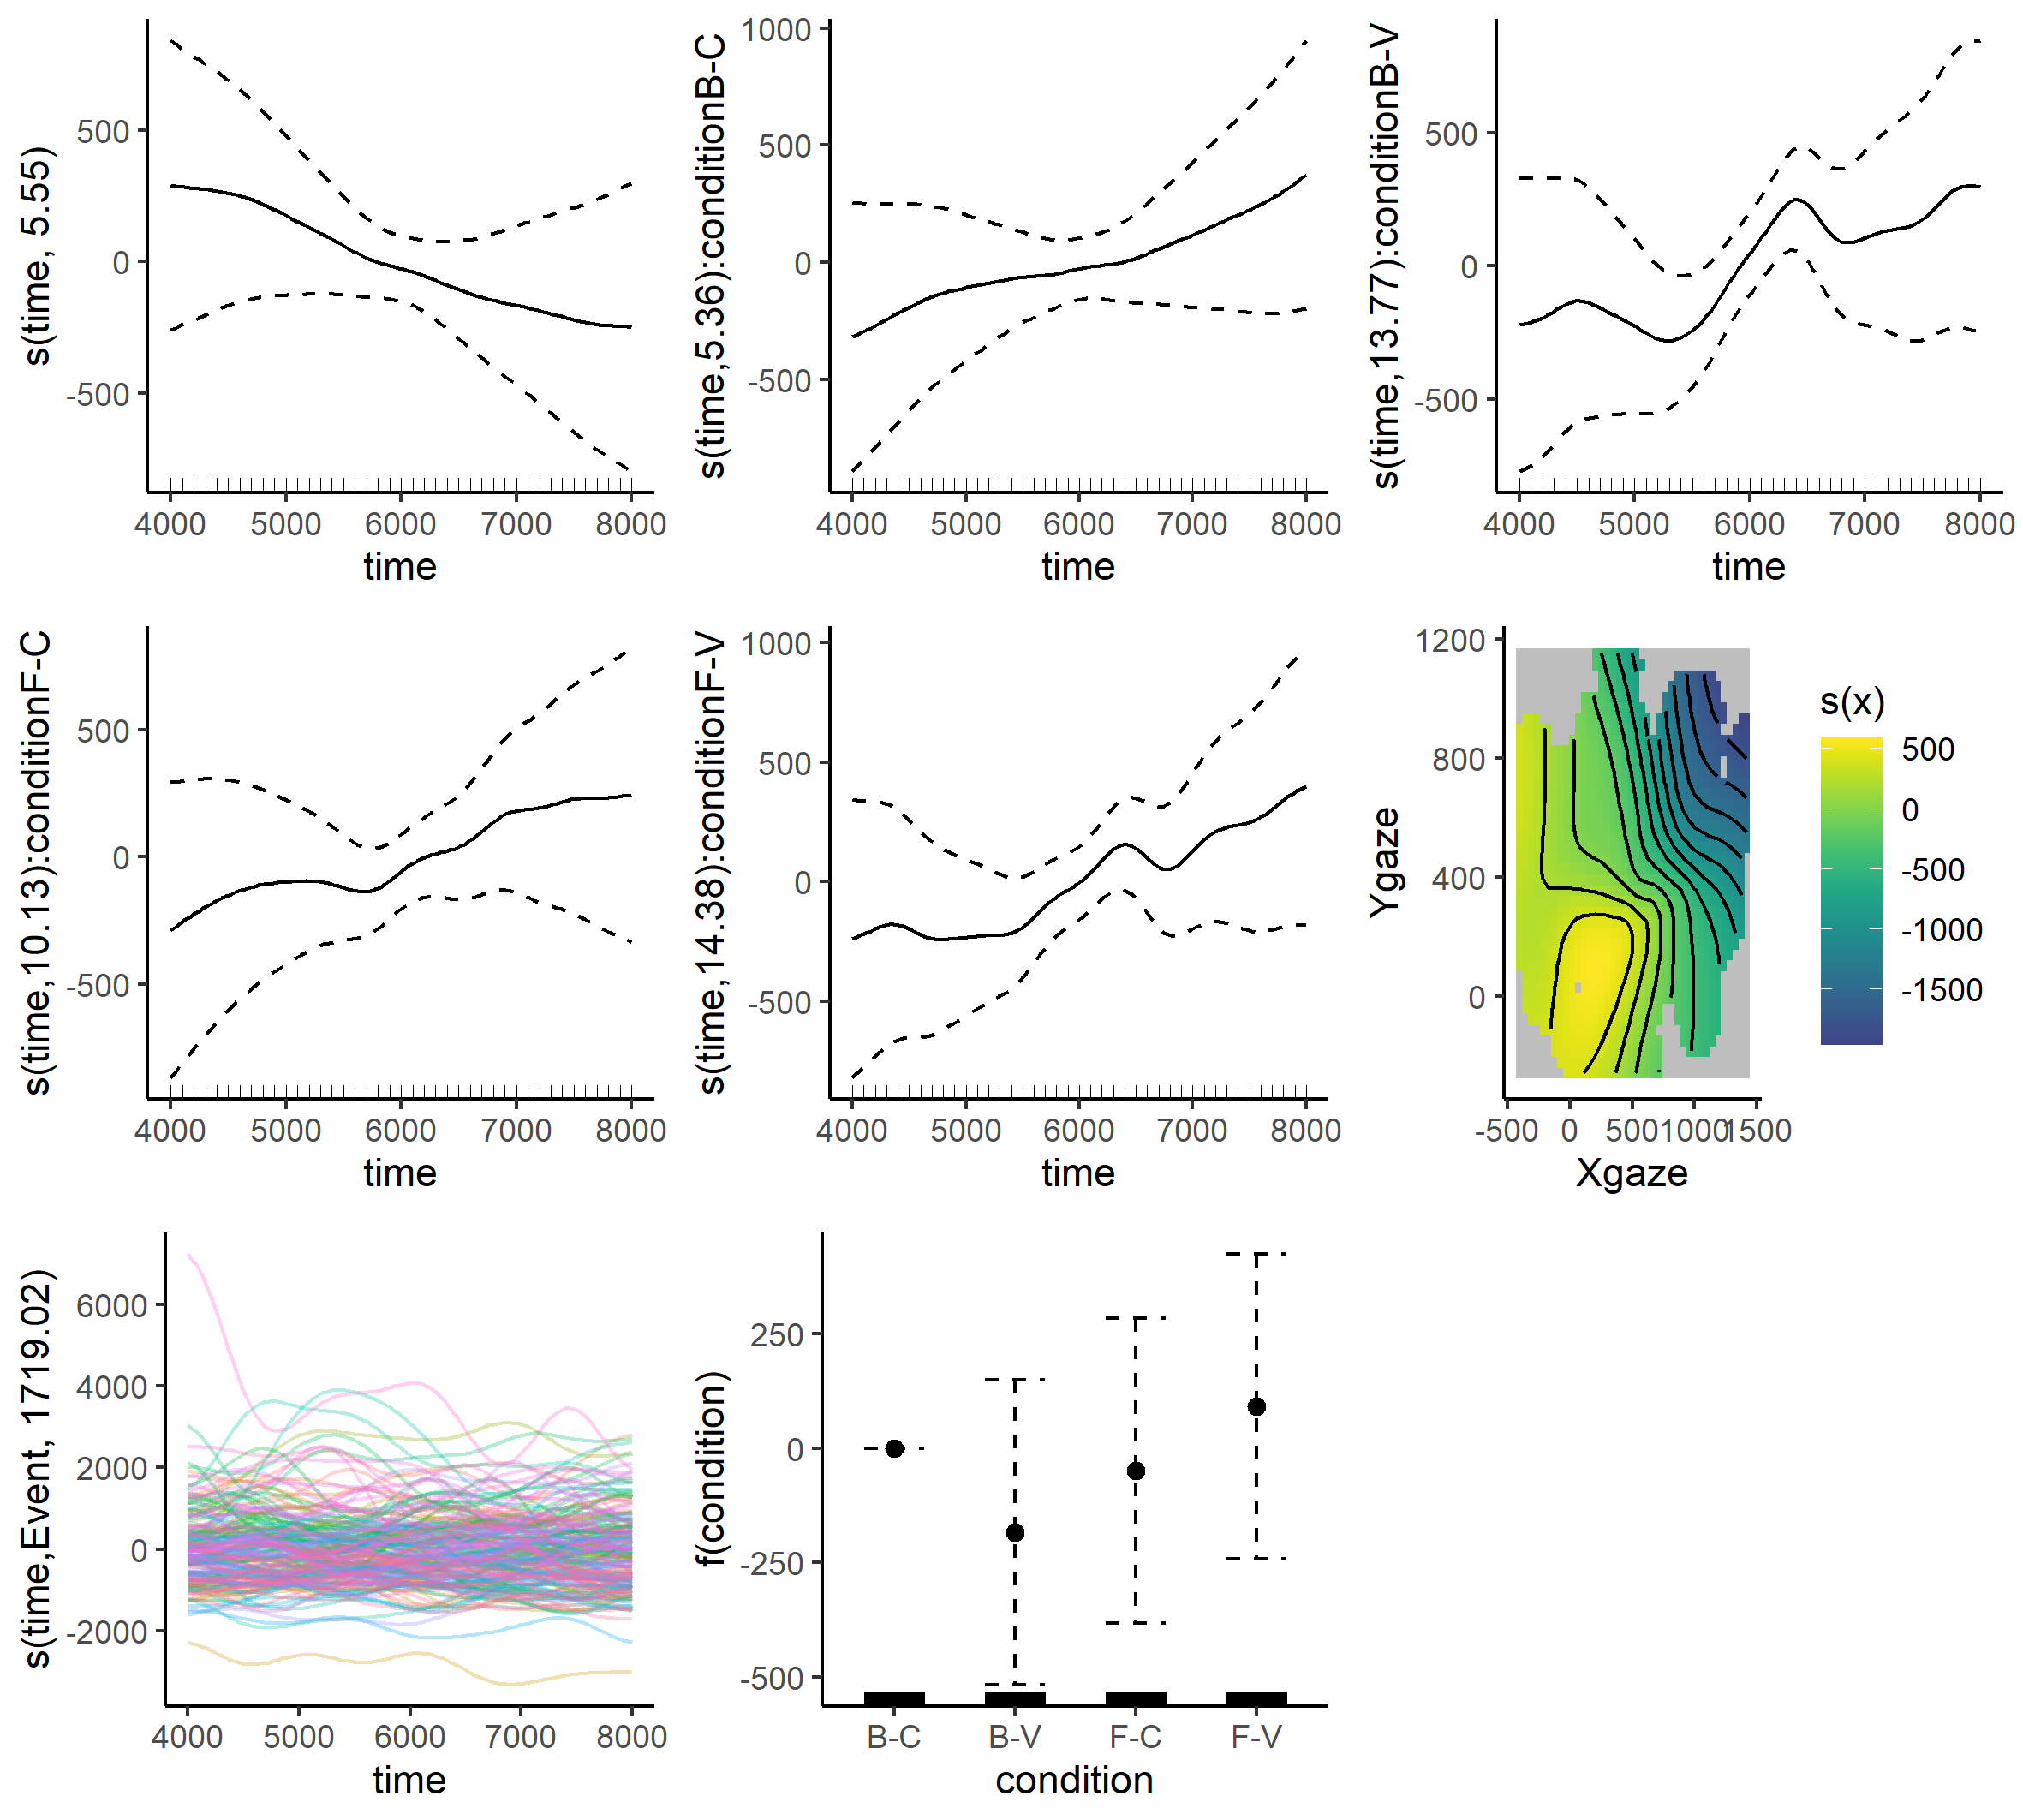 s(time, 5.55)
500
0
-500
4000 5000 6000 7000 8000
time
s(time,5.36):conditionB-C
1000
500
0
-500
4000 5000 6000 7000 8000
time
s(time,13.77):conditionB-V
500
0
-500
4000 5000 6000 7000 8000
time
s(time,10.13):conditionF-C
500
0
-500
4000 5000 6000 7000 8000
time
s(time,14.38):conditionF-V
1000
500
0
-500
4000 5000 6000 7000 8000
time
Ygaze
1200
800
400
0
-500 0 500 1000 1500
Xgaze
s(x)
500
0
-500
-1000
-1500
s(time,Event, 1719.02)
6000
4000
2000
0
-2000
4000 5000 6000 7000 8000
time
f(condition)
250
0
-250
-500
B-C B-V F-C F-V
condition